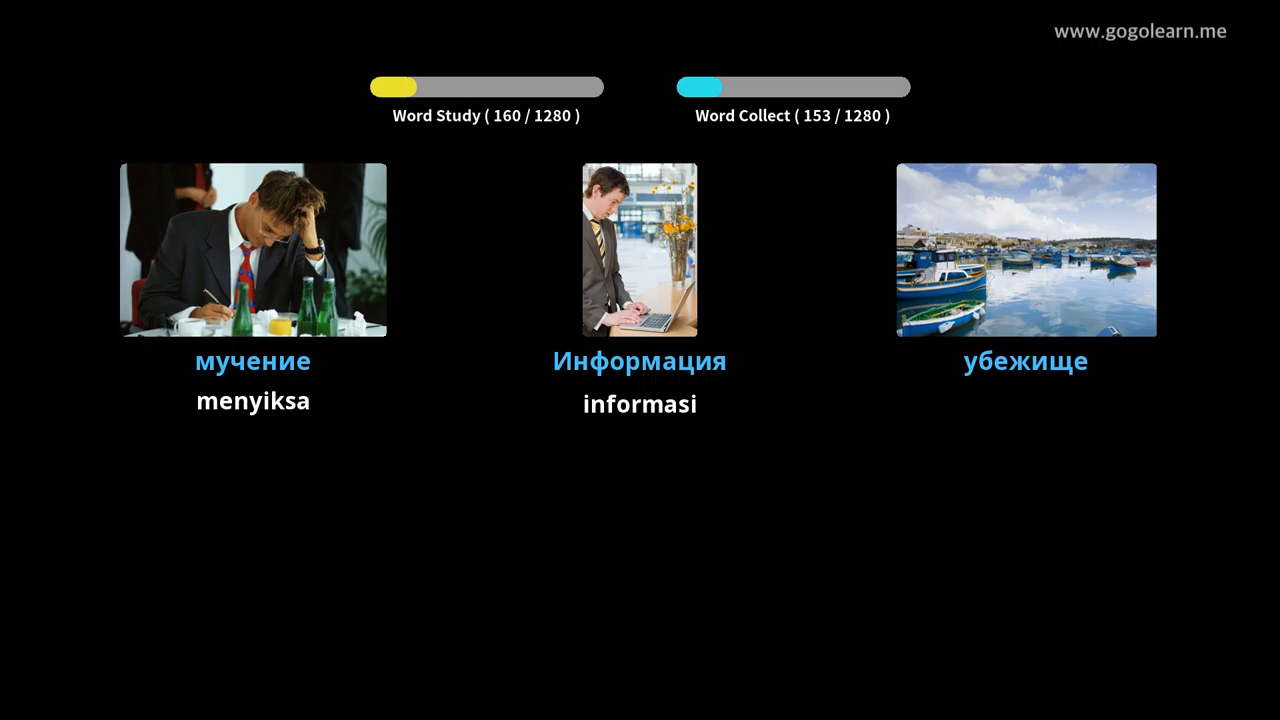 www.gogolearn.me
Word Study ( 160 / 1280 )
Word Collect ( 153 / 1280 )
мучение
Информация
убежище
menyiksa
informasi